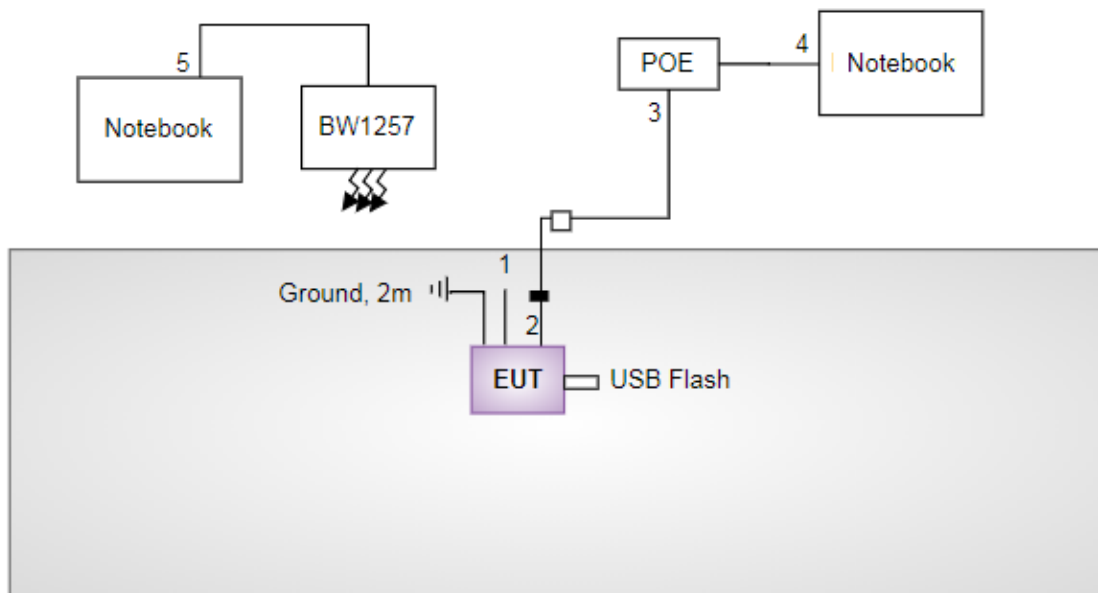 5
Notebook
BW1257
POE
4
Notebook
3
1
Ground, 2m
2
EUT
USB Flash